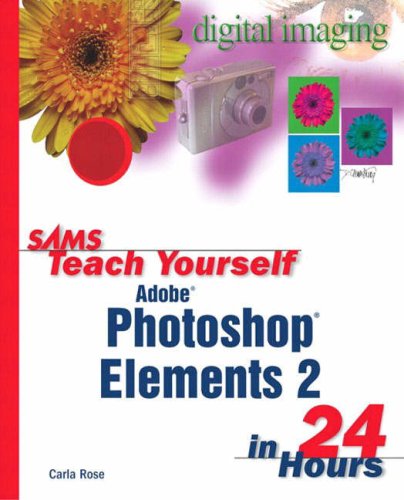 digital imaging
SAMS
Teach Yourself
Adobe®
Photoshop®
Elements 2
in 24
Hours
Carla Rose